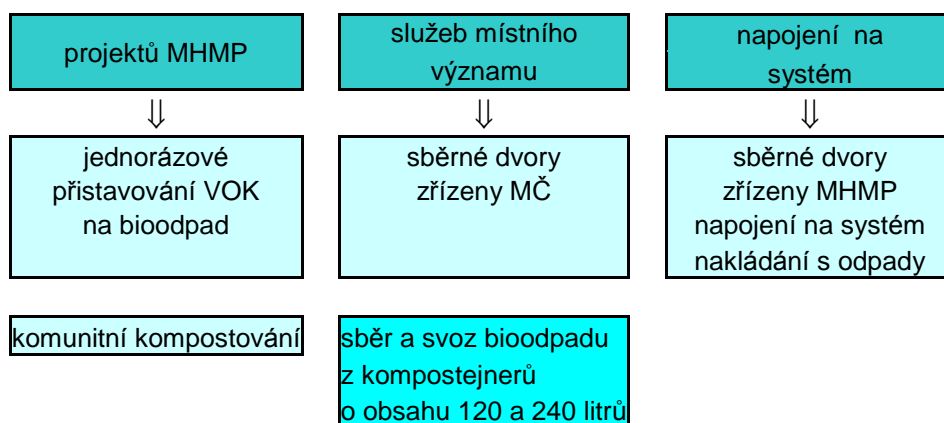 projektů MHMP
služeb místního
významu
napojení na
systém
⇓
⇓
⇓
jednorázové
přistavování VOK
na bioodpad
sběrné dvory
zřízeny MČ
sběrné dvory
zřízeny MHMP
napojení na systém
nakládání s odpady
komunitní kompostování
sběr a svoz bioodpadu
z kompostejnerů
o obsahu 120 a 240 litrů